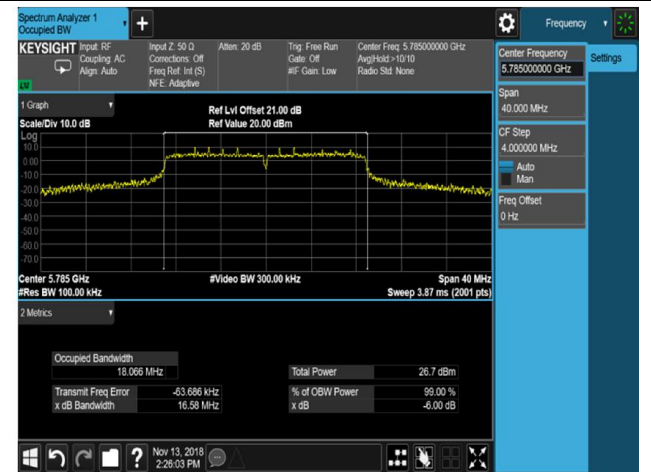 Spectrum Analyzer 1
Occupied BW
Frequency
KEYSIGHT
Input: RF
Coupling: AC
Align: Auto
Input Z: 50 Ω
Corrections: Off
Freq Ref: Int (S)
NFE: Adaptive
Atten: 20 dB
Trig: Free Run
Gate: Off
#IF Gain: Low
Center Freq: 5.785000000 GHz
Avg|Hold:>10/10
Radio Std: None
Center Frequency
5.785000000 GHz
Settings
Span
40.000 MHz
CF Step
4.000000 MHz
Auto
Man
Freq Offset
0 Hz
1 Graph
Scale/Div 10.0 dB
Ref Lvl Offset 21.00 dB
Ref Value 20.00 dBm
Log
10.0
0.00
-10.0
-20.0
-30.0
-40.0
-50.0
-60.0
-70.0
Center 5.785 GHz
#Video BW 300.00 kHz
Span 40 MHz
#Res BW 100.00 kHz
Sweep 3.87 ms (2001 pts)
2 Metrics
Occupied Bandwidth
18.066 MHz
Total Power 26.7 dBm
Transmit Freq Error -63.686 kHz
% of OBW Power 99.00 %
x dB Bandwidth 16.58 MHz
x dB -6.00 dB
Nov 13, 2018
2:26:03 PM